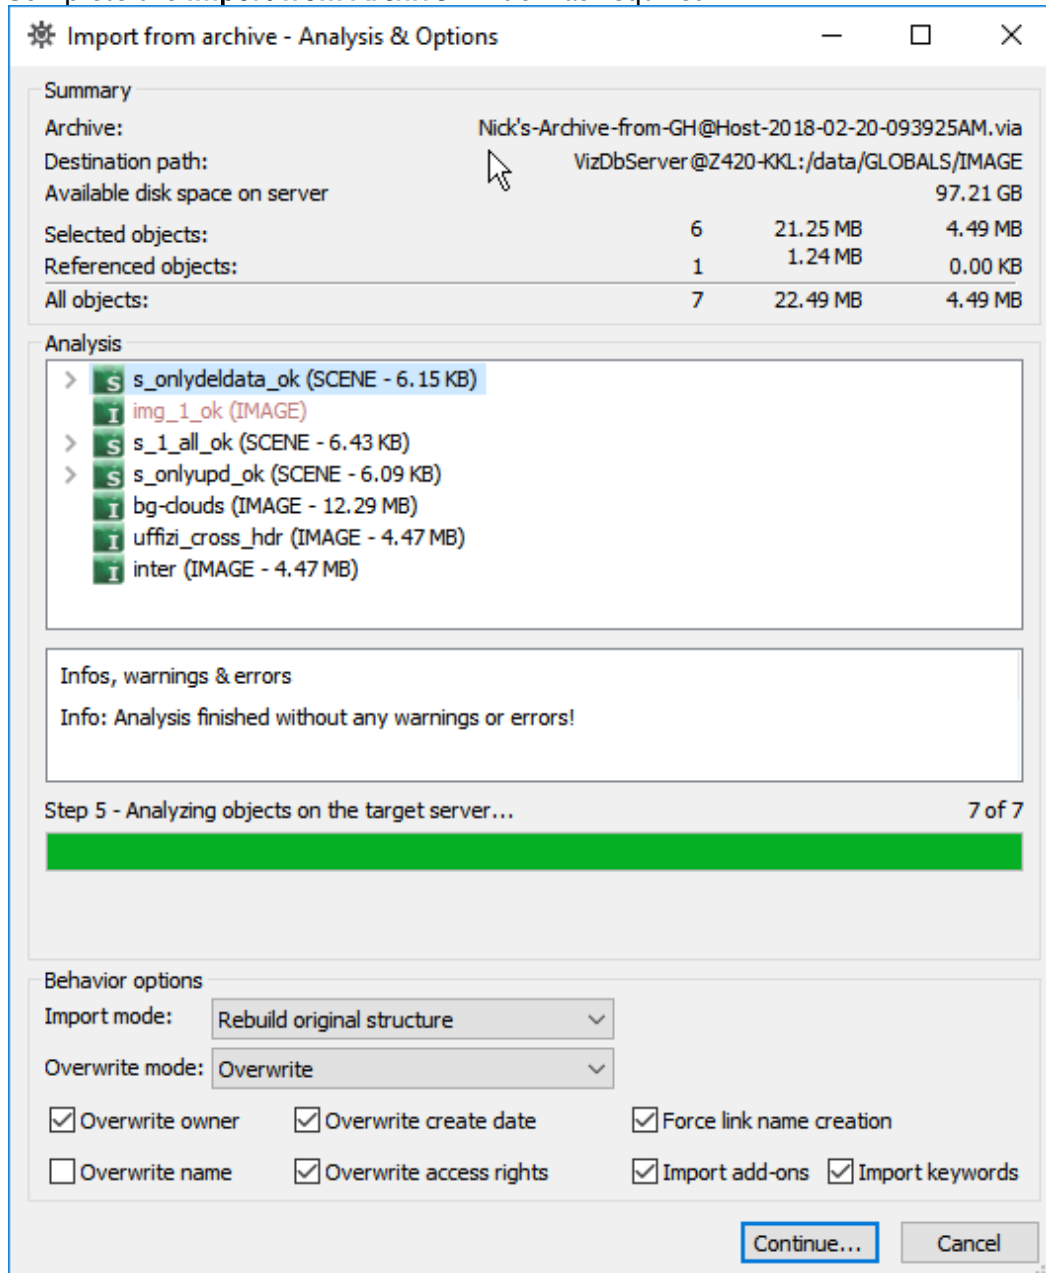 Import from archive - Analysis & Options
Summary
Archive: Nick's-Archive-from-GH@Host-2018-02-20-093925AM.via
Destination path: VizDbServer@Z420-KKL:/data/GLOBALS/IMAGE
Available disk space on server 97.21 GB
Selected objects: 6 21.25 MB 4.49 MB
Referenced objects: 1 1.24 MB 0.00 KB
All objects: 7 22.49 MB 4.49 MB
Analysis
S s_onlydeldata_ok (SCENE - 6.15 KB)
I img_1_ok (IMAGE)
S s_1_all_ok (SCENE - 6.43 KB)
S s_onlyupd_ok (SCENE - 6.09 KB)
I bg-clouds (IMAGE - 12.29 MB)
I uffizi_cross_hdr (IMAGE - 4.47 MB)
I inter (IMAGE - 4.47 MB)
Infos, warnings & errors
Info: Analysis finished without any warnings or errors!
Step 5 - Analyzing objects on the target server... 7 of 7
Behavior options
Import mode: Rebuild original structure
Overwrite mode: Overwrite
Overwrite owner Overwrite create date Force link name creation
Overwrite name Overwrite access rights Import add-ons Import keywords
Continue... Cancel